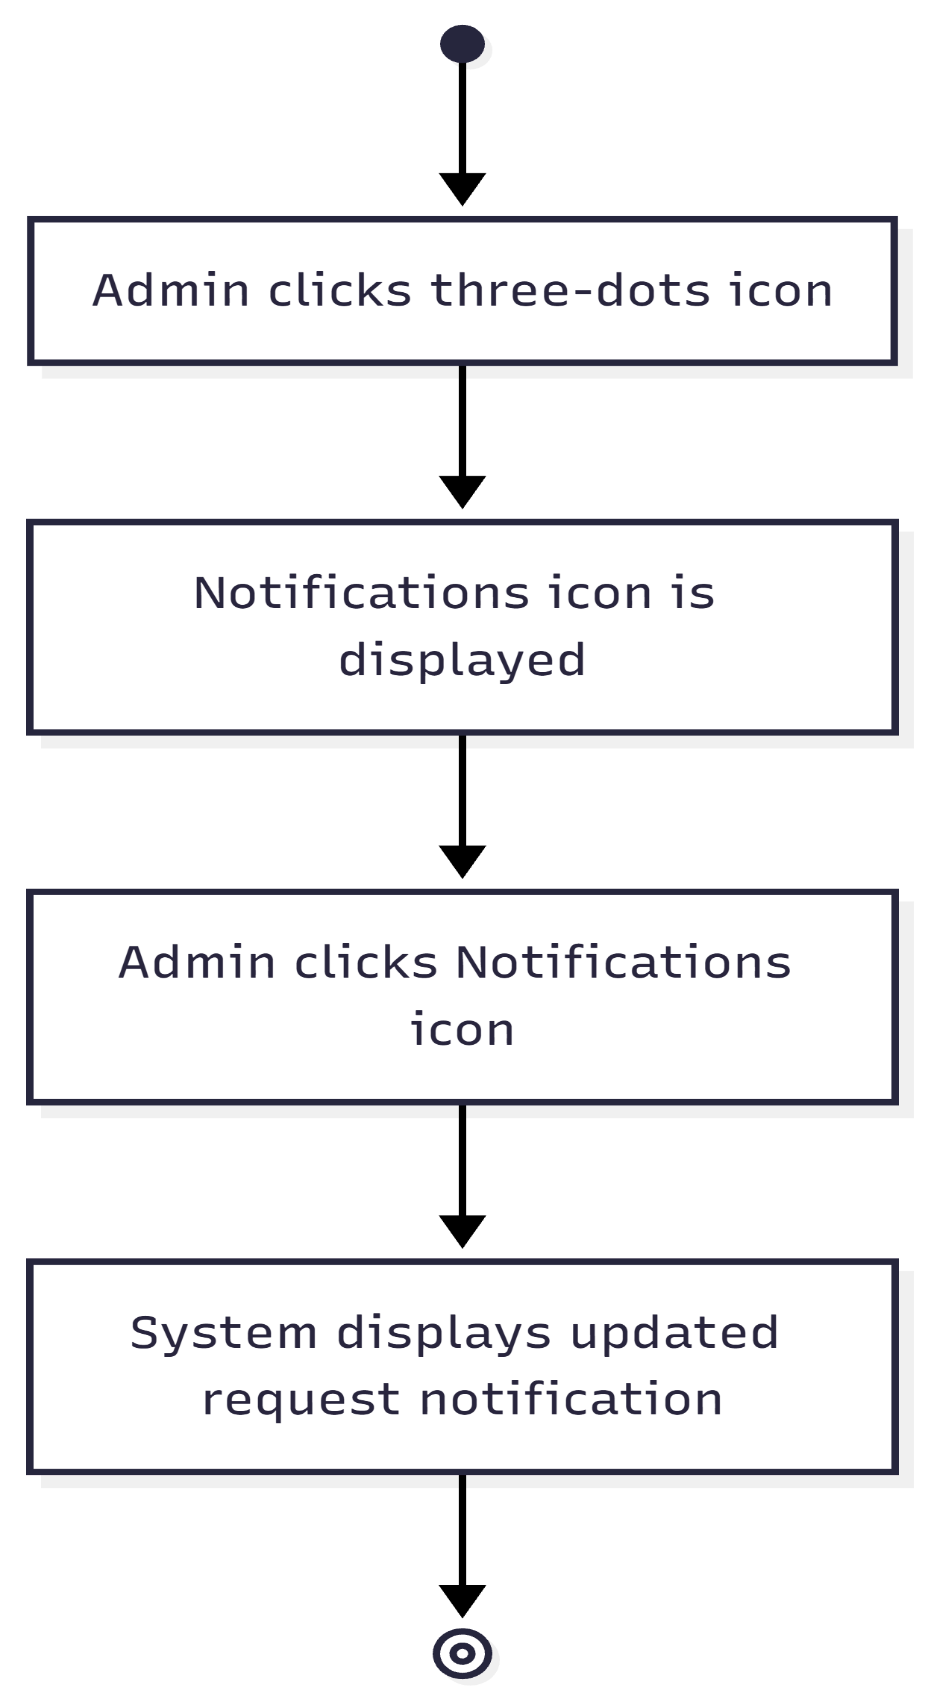 Admin clicks three-dots icon
Notifications icon is
displayed
Admin clicks Notifications
icon
System displays updated
request notification